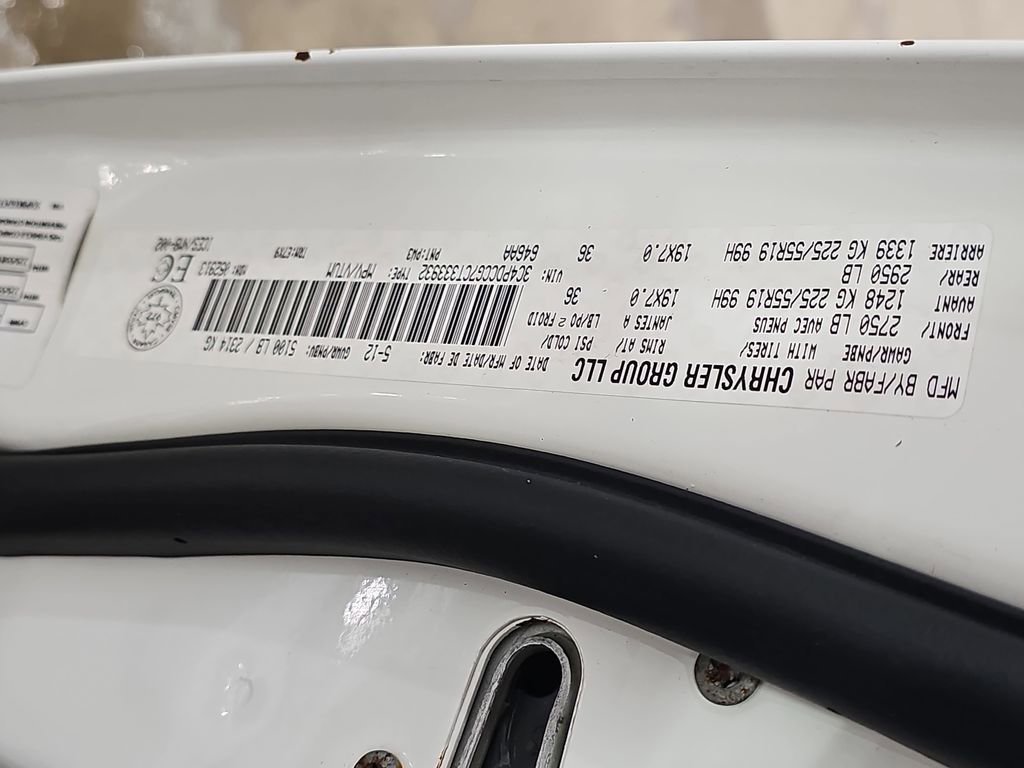 MFD BY/FABR PAR CHRYSLER GROUP LLC DATE OF MFR/DATE DE FABR: 5-12 GVWR/PNBV: 5100 LB / 2314 KG
GAWR/PNBE WITH TIRES/ RIMS AT/ PSI COLD/
FRONT/ 2750 LB AVEC PNEUS JANTES A LB/PO 2 FROID
AVANT 1248 KG 225/55R19 99H 19X7.0 36
REAR/ 2950 LB VIN: 3C4PDCCG7CT333932 TYPE: MPV/VTUM
ARRIERE 1339 KG 225/55R19 99H 19X7.0 36 646AA PNT:PW3 TRM:E7X9
CANADA